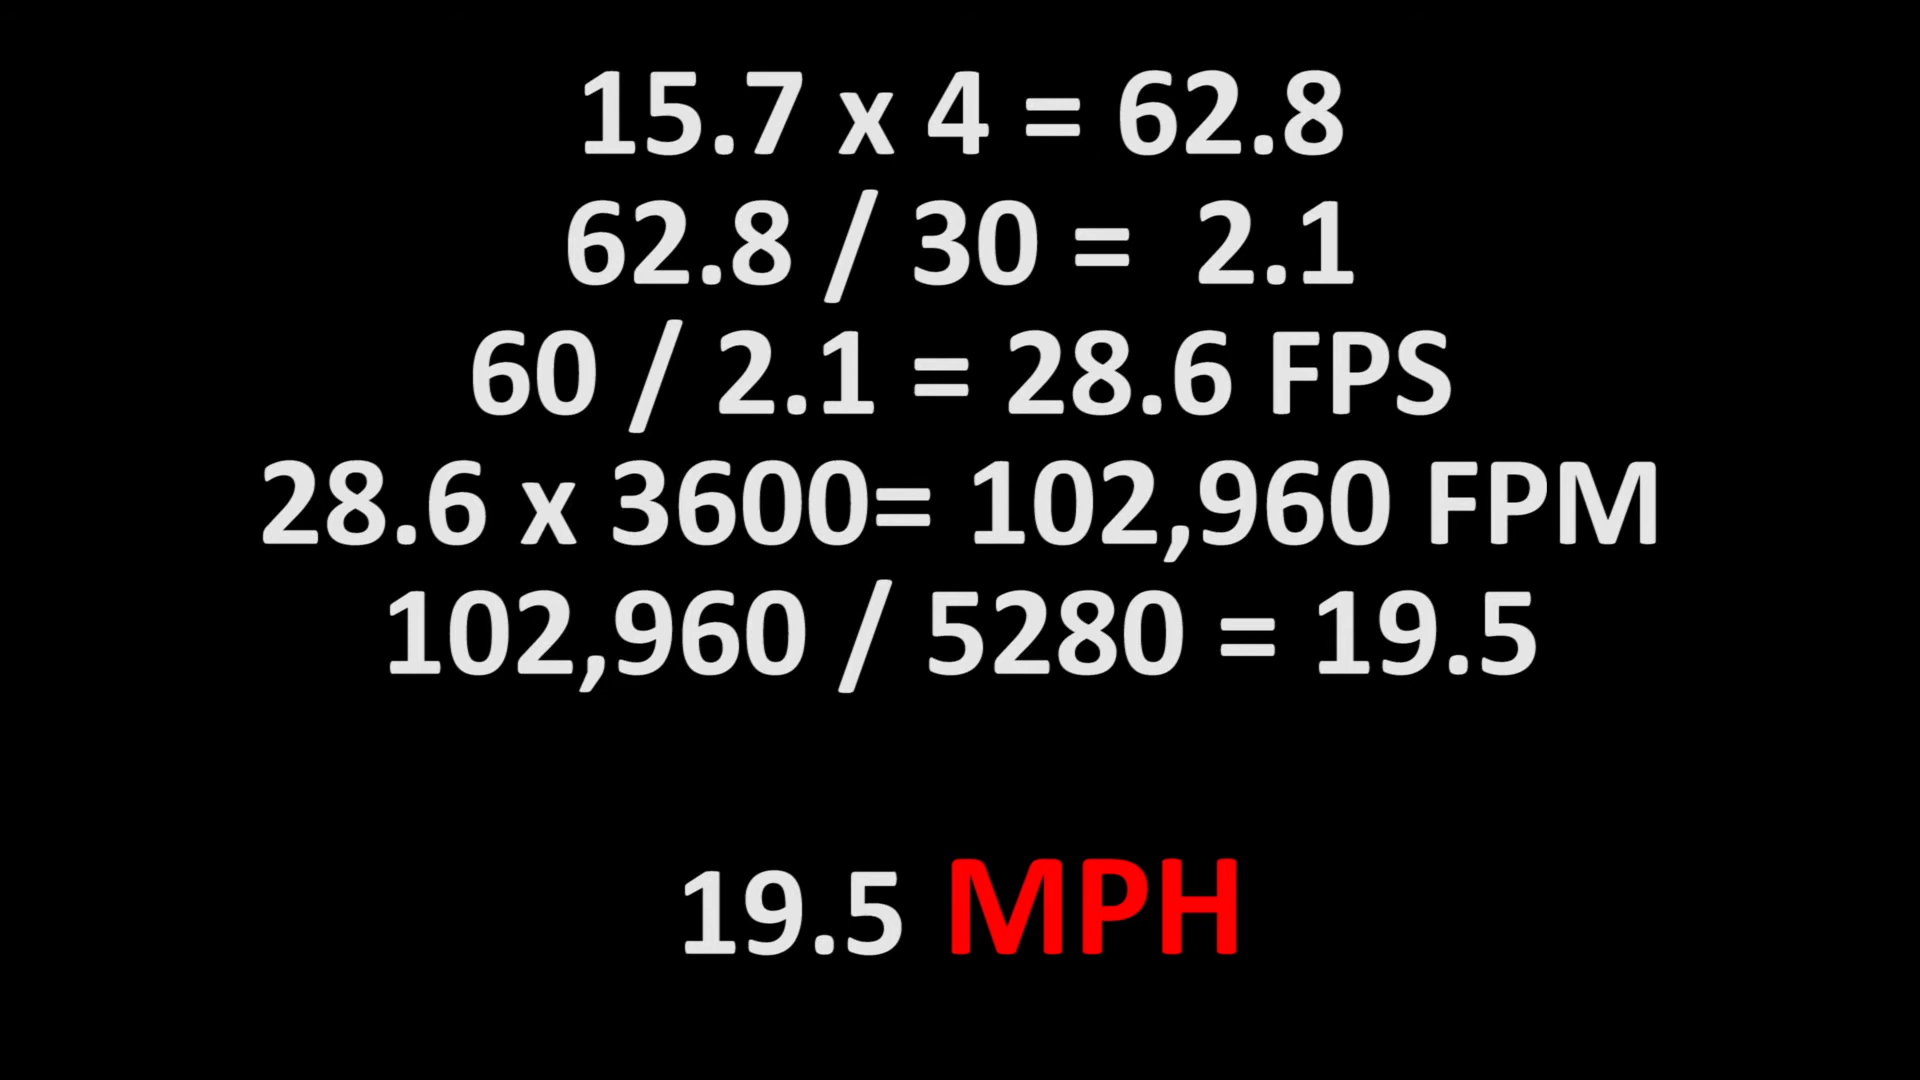 15.7 x 4 = 62.8
62.8 / 30 = 2.1
60 / 2.1 = 28.6 FPS
28.6 x 3600= 102,960 FPM
102,960 / 5280 = 19.5
19.5 MPH